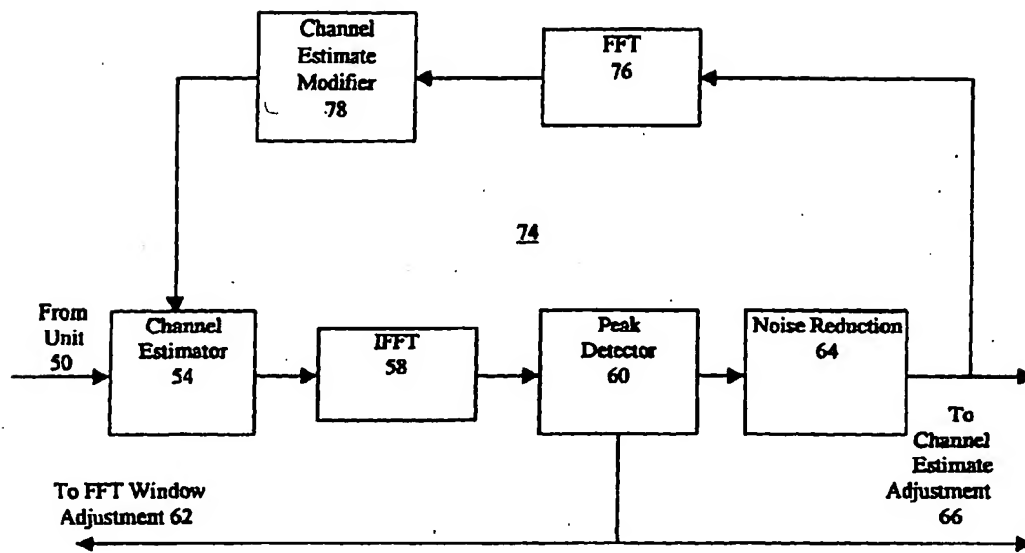 Channel
Estimate
Modifier
78
FFT
76
74
From
Unit
50
Channel
Estimator
54
IFFT
58
Peak
Detector
60
Noise Reduction
64
To
Channel
Estimate
Adjustment
66
To FFT Window
Adjustment 62